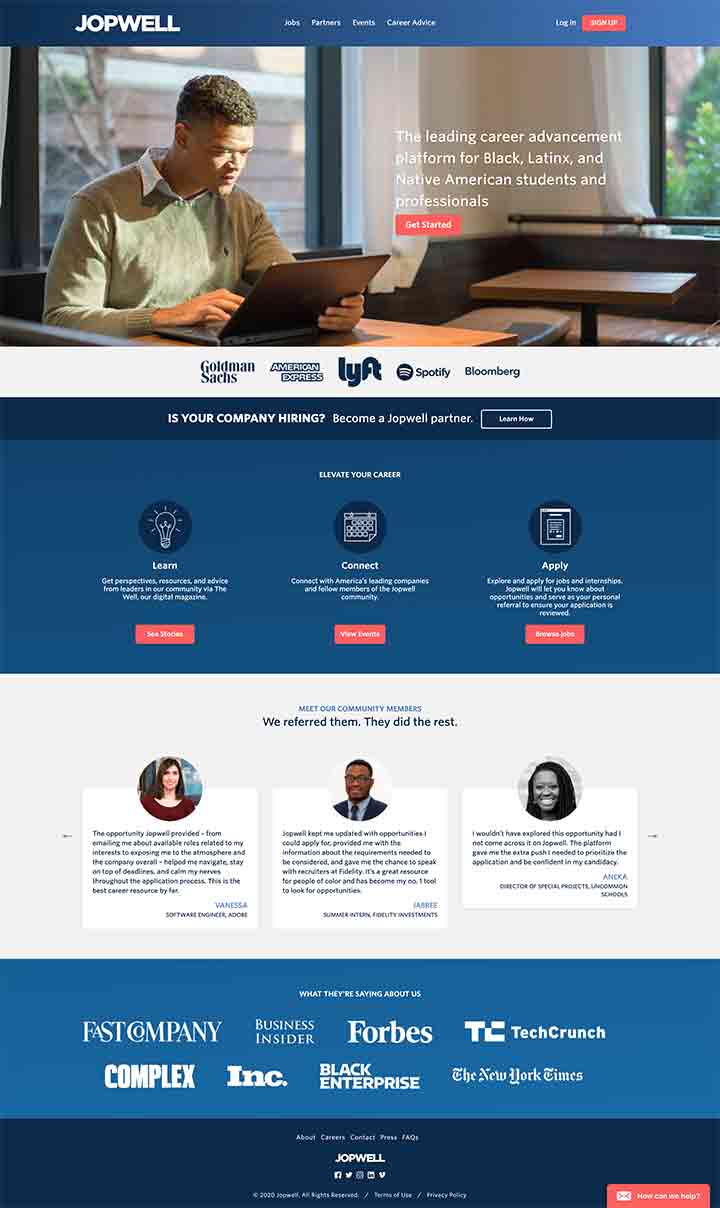 JOPWELL
Jobs Partners Events Career Advice
Log In SIGN UP
The leading career advancement
platform for Black, Latinx, and
Native American students and
professionals
Get Started
Goldman
Sachs
AMERICAN
EXPRESS
lyft
Spotify
Bloomberg
IS YOUR COMPANY HIRING? Become a Jopwell partner. Learn How
ELEVATE YOUR CAREER
Learn
Get perspectives, resources, and advice
from leaders in our community via The
Well, our digital magazine.
See Stories
Connect
Connect with America's leading companies
and fellow members of the Jopwell
community.
View Events
Apply
Explore and apply for jobs and internships.
Jopwell will let you know about
opportunities and serve as your personal
referral to ensure your application is
reviewed.
Browse Jobs
MEET OUR COMMUNITY MEMBERS
We referred them. They did the rest.
The opportunity Jopwell provided – from
emailing me about available roles related to my
interests to exposing me to the atmosphere and
the company overall – helped me navigate, stay
on top of deadlines, and calm my nerves
throughout the application process. This is the
best career resource by far.
VANESSA
SOFTWARE ENGINEER, ADOBE
Jopwell kept me updated with opportunities I
could apply for, provided me with the
information about the requirements needed to
be considered, and gave me the chance to speak
with recruiters at Fidelity. It's a great resource
for people of color and has become my no. 1 tool
to look for opportunities.
JABREE
SUMMER INTERN, FIDELITY INVESTMENTS
I wouldn't have explored this opportunity had I
not come across it on Jopwell. The platform
gave me the extra push I needed to prioritize the
application and be confident in my candidacy.
ANEKA
DIRECTOR OF SPECIAL PROJECTS, UNCOMMON
SCHOOLS
WHAT THEY'RE SAYING ABOUT US
FAST COMPANY
BUSINESS
INSIDER
Forbes
TC TechCrunch
COMPLEX
Inc.
BLACK
ENTERPRISE
The New York Times
About Careers Contact Press FAQs
JOPWELL
© 2020 Jopwell. All Rights Reserved. / Terms of Use / Privacy Policy
How can we help?